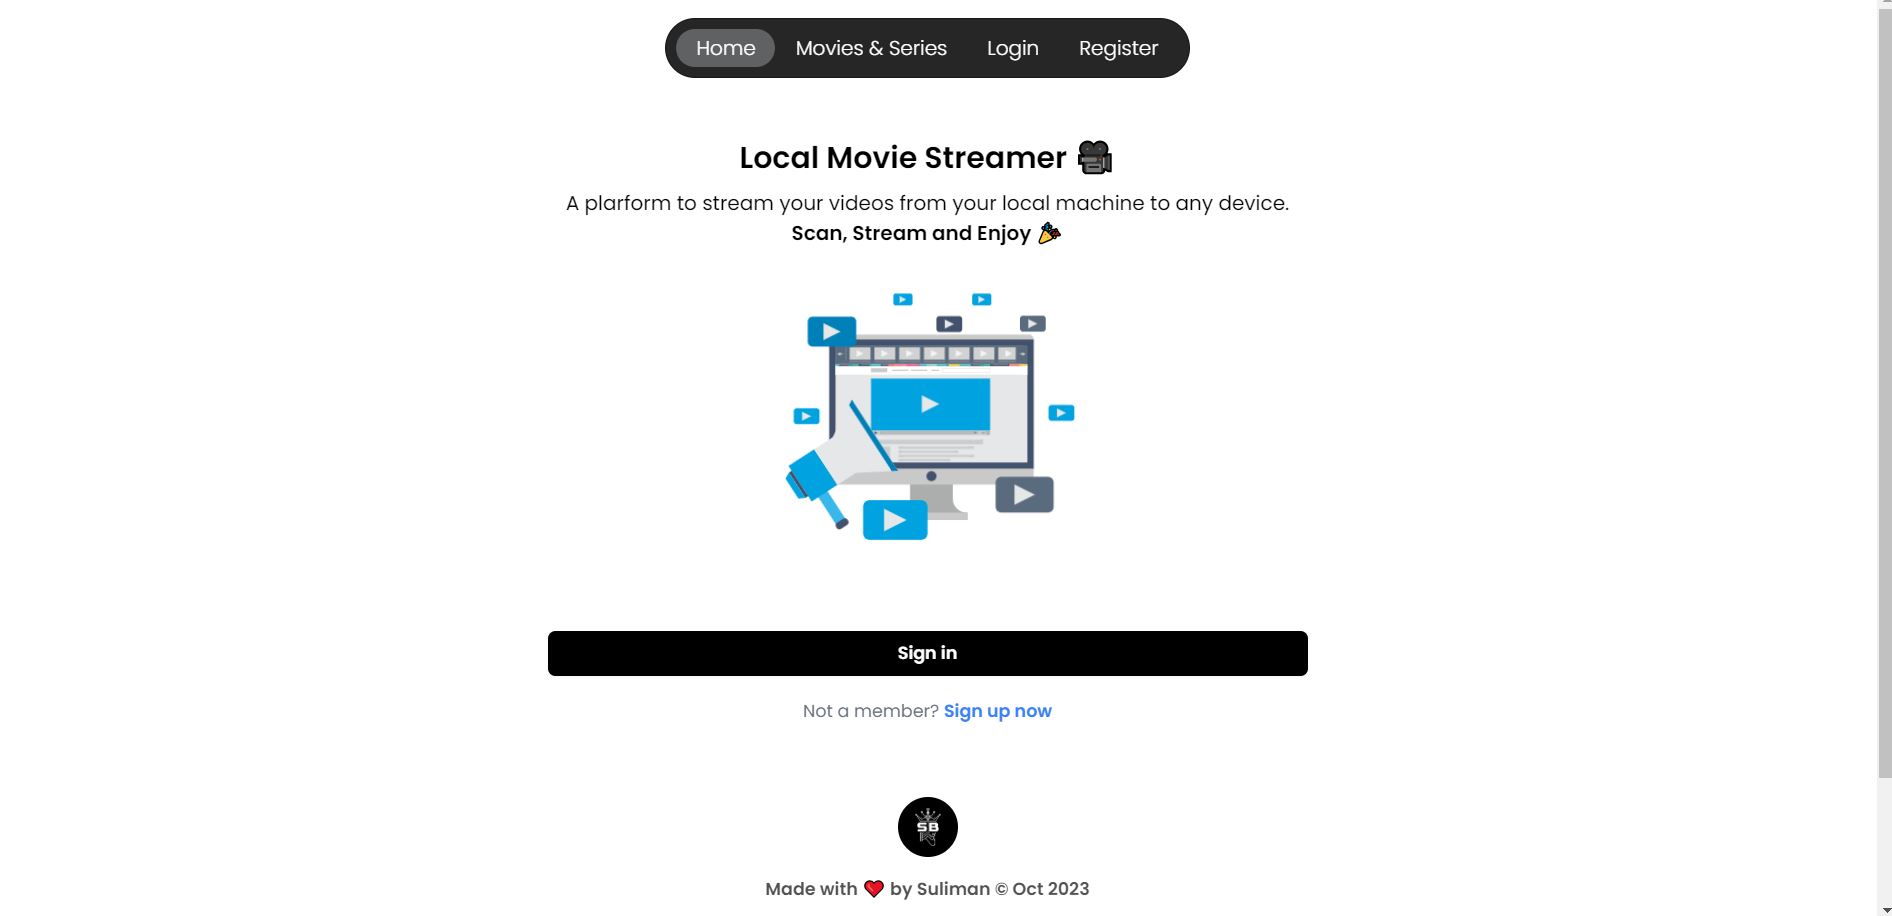 Home Movies & Series Login Register
Local Movie Streamer 🎥
A plarform to stream your videos from your local machine to any device.
Scan, Stream and Enjoy 🎉
Sign in
Not a member? Sign up now
SB
Made with ❤️ by Suliman © Oct 2023